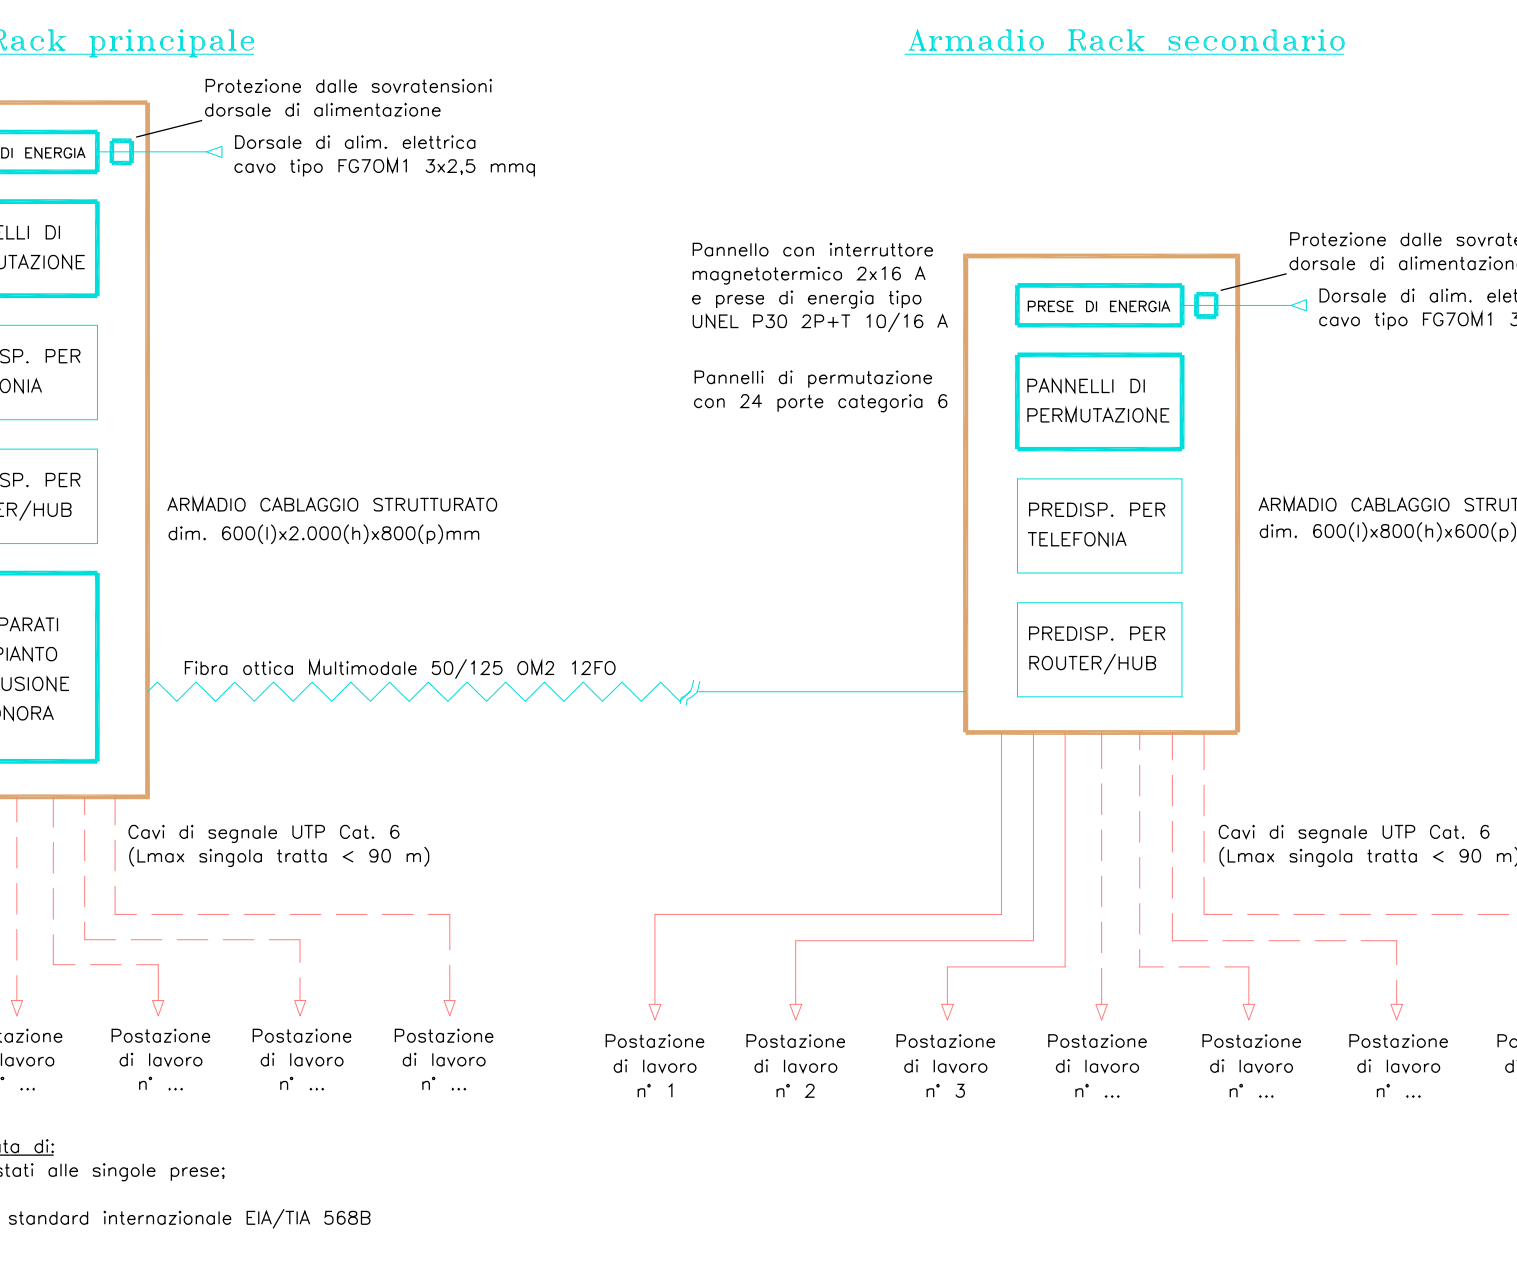 Rack principale
Protezione dalle sovratensioni
dorsale di alimentazione
Dorsale di alim. elettrica
cavo tipo FG7OM1 3x2,5 mmq
DI ENERGIA
ELLI DI
UTAZIONE
SP. PER
ONIA
SP. PER
ER/HUB
PARATI
PIANTO
USIONE
ONORA
ARMADIO CABLAGGIO STRUTTURATO
dim. 600(l)x2.000(h)x800(p)mm
Fibra ottica Multimodale 50/125 OM2 12FO
Cavi di segnale UTP Cat. 6
(Lmax singola tratta < 90 m)
tazione
lavoro
n° ...
Postazione
di lavoro
n° ...
Postazione
di lavoro
n° ...
Postazione
di lavoro
n° ...
ata di:
stati alle singole prese;
standard internazionale EIA/TIA 568B
Armadio Rack secondario
Pannello con interruttore
magnetotermico 2x16 A
e prese di energia tipo
UNEL P30 2P+T 10/16 A
Pannelli di permutazione
con 24 porte categoria 6
Protezione dalle sovrate
dorsale di alimentazion
Dorsale di alim. elet
cavo tipo FG7OM1 3
PRESE DI ENERGIA
PANNELLI DI
PERMUTAZIONE
PREDISP. PER
TELEFONIA
PREDISP. PER
ROUTER/HUB
ARMADIO CABLAGGIO STRUT
dim. 600(l)x800(h)x600(p)
Cavi di segnale UTP Cat. 6
(Lmax singola tratta < 90 m)
Postazione
di lavoro
n° 1
Postazione
di lavoro
n° 2
Postazione
di lavoro
n° 3
Postazione
di lavoro
n° ...
Postazione
di lavoro
n° ...
Postazione
di lavoro
n° ...
Po
d